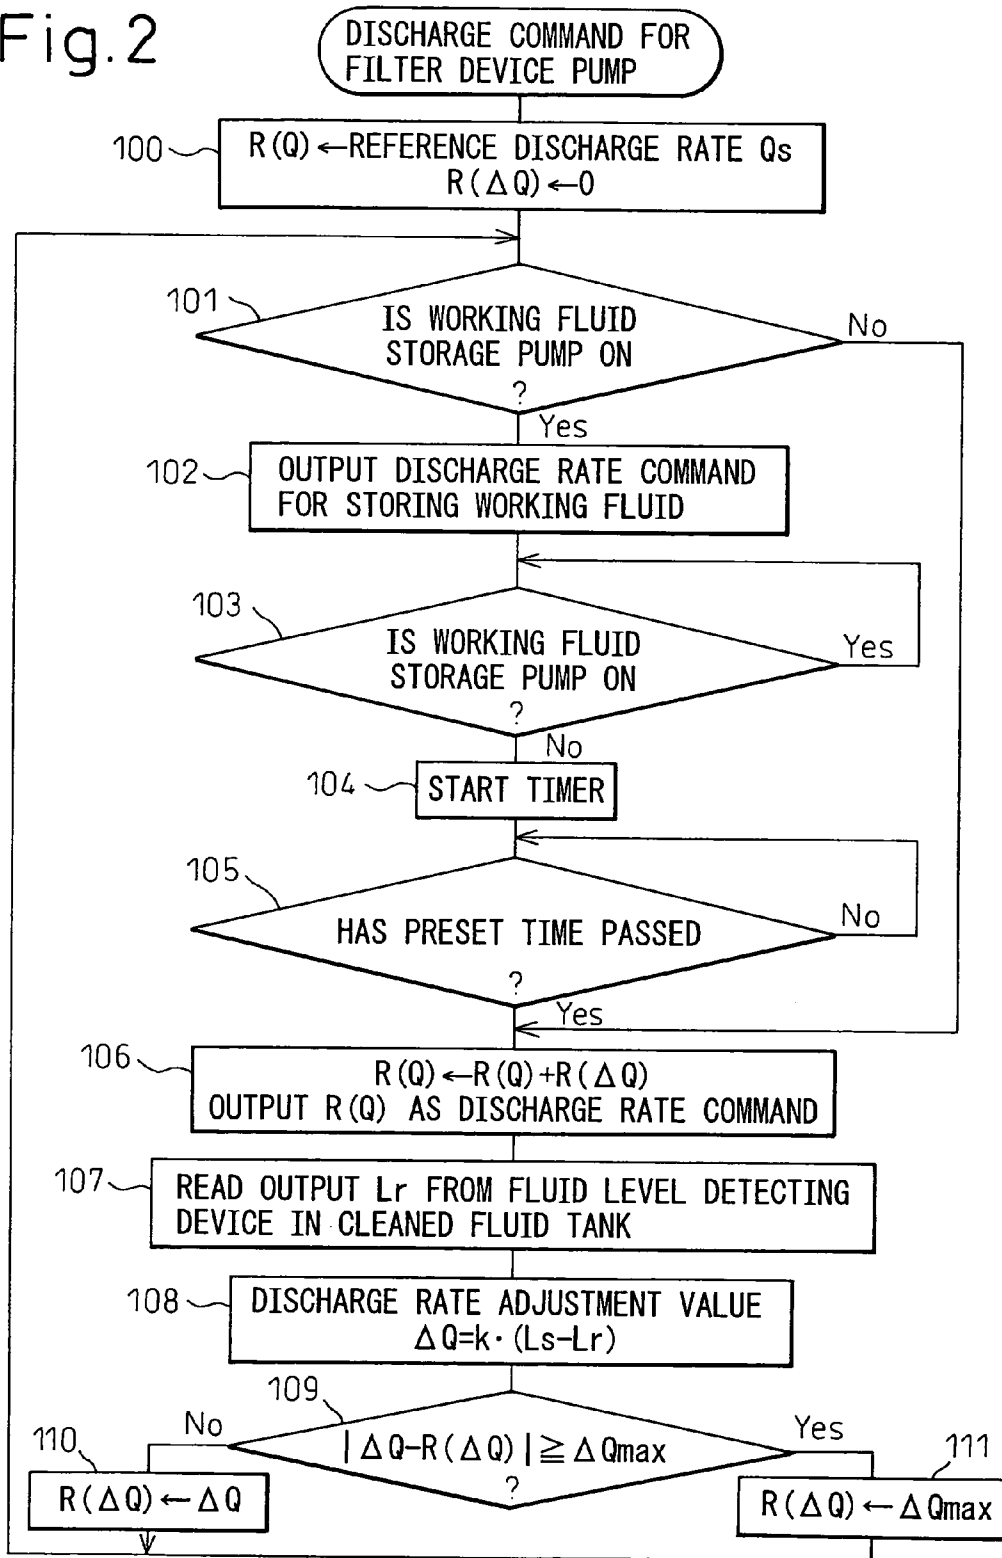 Fig.2
DISCHARGE COMMAND FOR
FILTER DEVICE PUMP
100
R(Q)←REFERENCE DISCHARGE RATE Qs
R(ΔQ)←0
101
IS WORKING FLUID
STORAGE PUMP ON
?
No
Yes
102
OUTPUT DISCHARGE RATE COMMAND
FOR STORING WORKING FLUID
103
IS WORKING FLUID
STORAGE PUMP ON
?
Yes
No
104
START TIMER
105
HAS PRESET TIME PASSED
?
No
Yes
106
R(Q)←R(Q)+R(ΔQ)
OUTPUT R(Q) AS DISCHARGE RATE COMMAND
107
READ OUTPUT Lr FROM FLUID LEVEL DETECTING
DEVICE IN CLEANED FLUID TANK
108
DISCHARGE RATE ADJUSTMENT VALUE
ΔQ=k·(Ls-Lr)
109
|ΔQ-R(ΔQ)|≧ΔQmax
?
No
Yes
110
R(ΔQ)←ΔQ
111
R(ΔQ)←ΔQmax